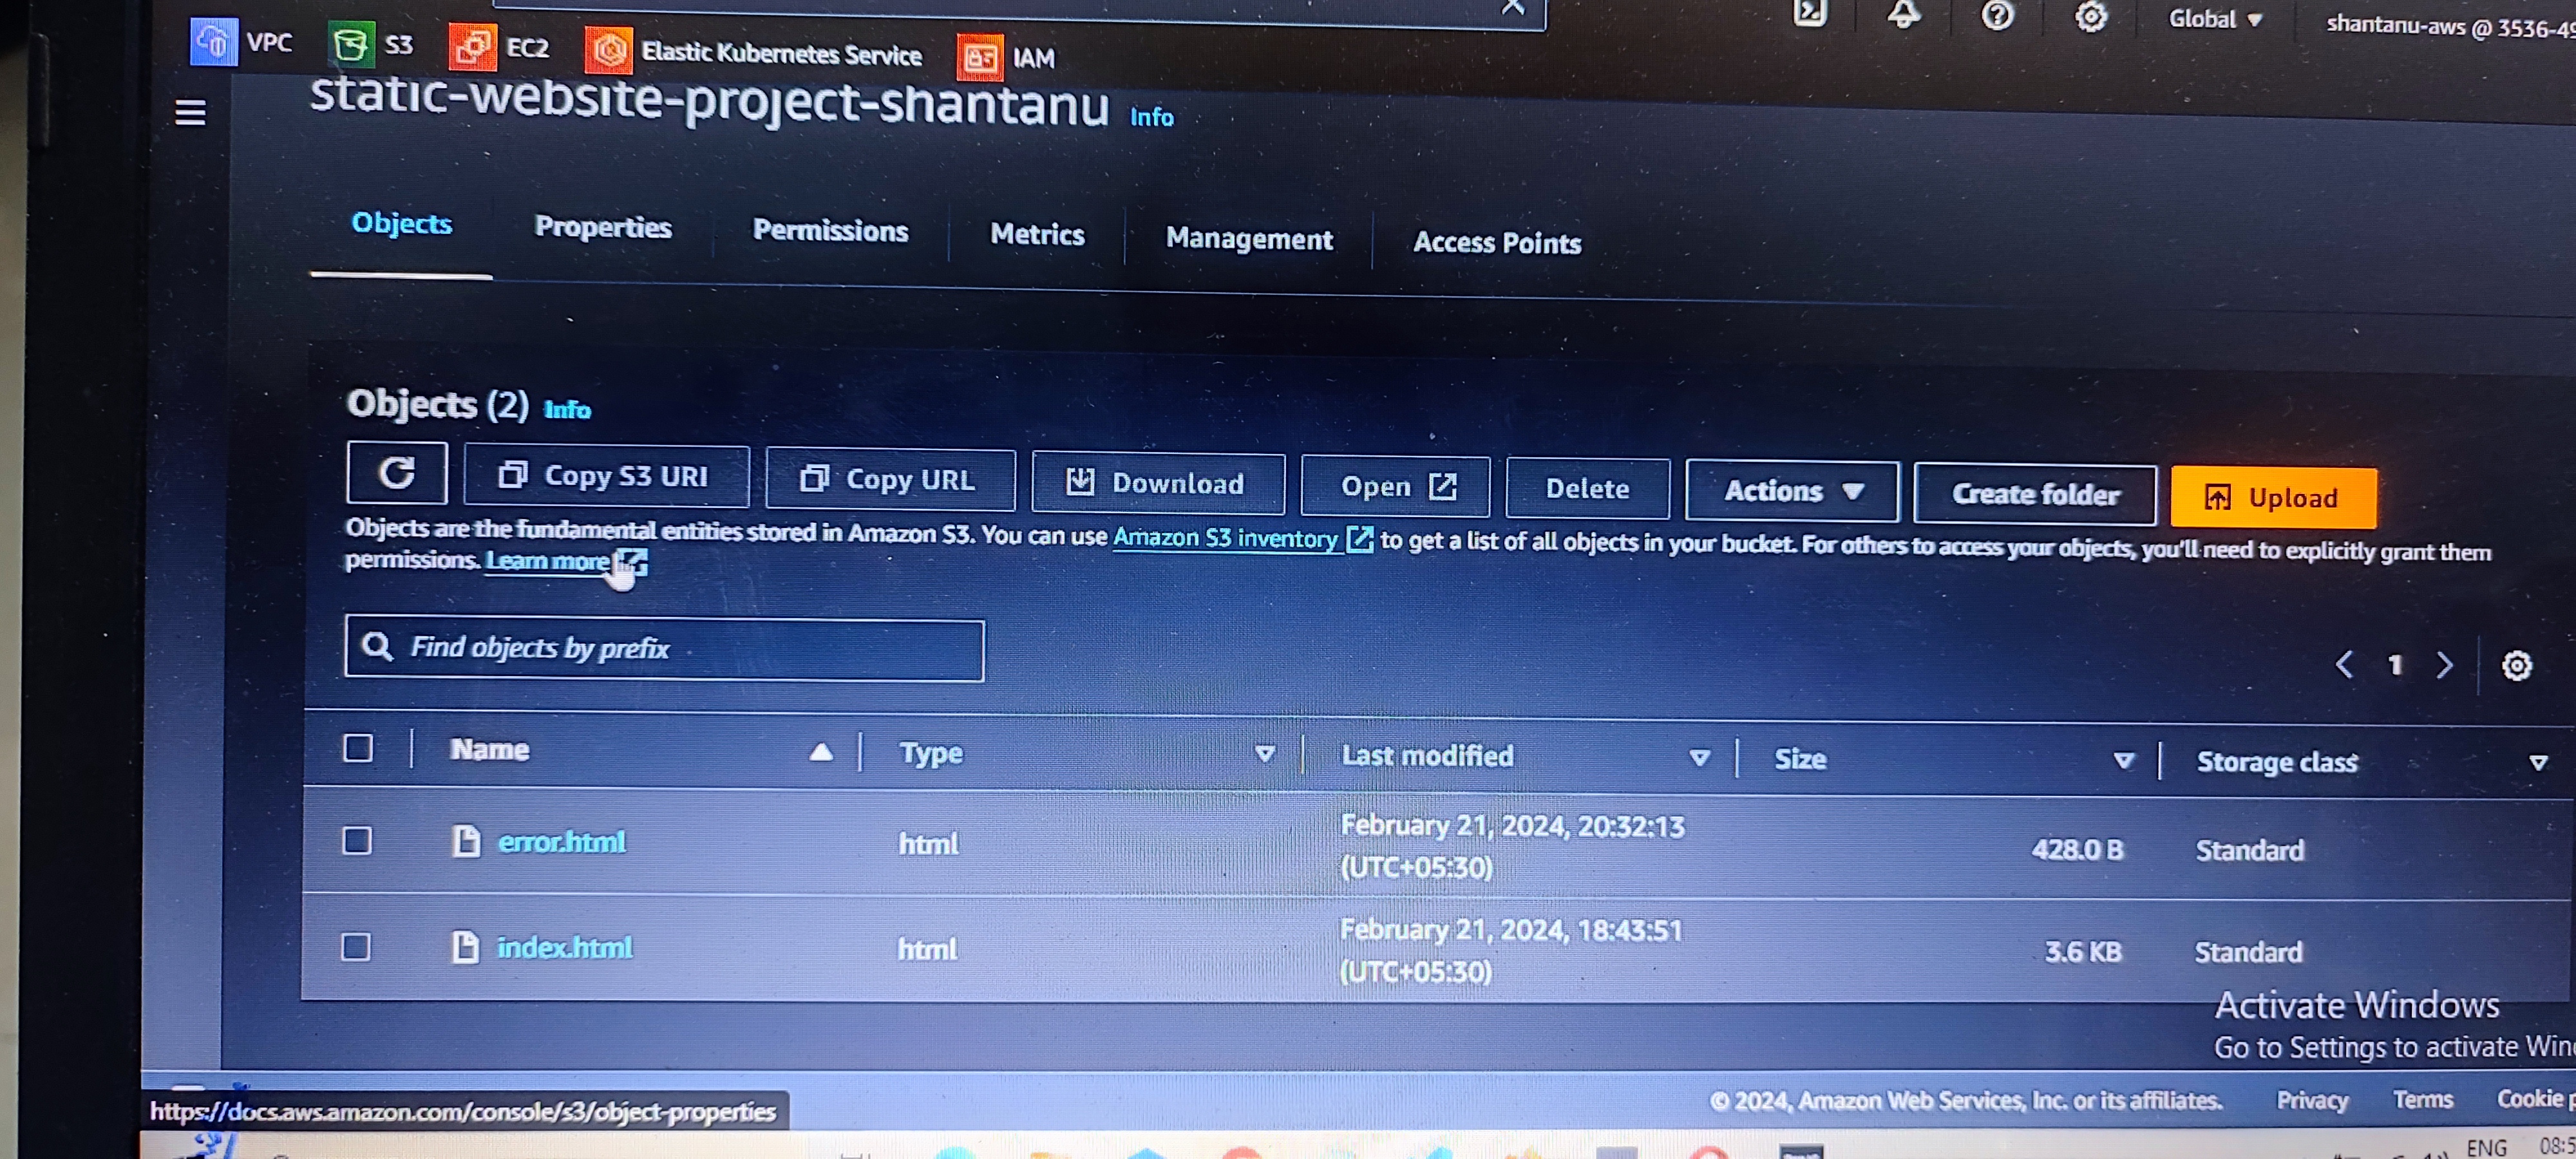 VPC S3 EC2 Elastic Kubernetes Service IAM Global shantanu-aws @ 3536-49
static-website-project-shantanu Info
Objects Properties Permissions Metrics Management Access Points
Objects (2) Info
Copy S3 URI Copy URL Download Open Delete Actions Create folder Upload
Objects are the fundamental entities stored in Amazon S3. You can use Amazon S3 inventory to get a list of all objects in your bucket. For others to access your objects, you'll need to explicitly grant them
permissions. Learn more
Find objects by prefix
1
Name Type Last modified Size Storage class
error.html html February 21, 2024, 20:32:13 (UTC+05:30) 428.0 B Standard
index.html html February 21, 2024, 18:43:51 (UTC+05:30) 3.6 KB Standard
Activate Windows
Go to Settings to activate Win
© 2024, Amazon Web Services, Inc. or its affiliates. Privacy Terms Cookie p
https://docs.aws.amazon.com/console/s3/object-properties
ENG 08:5